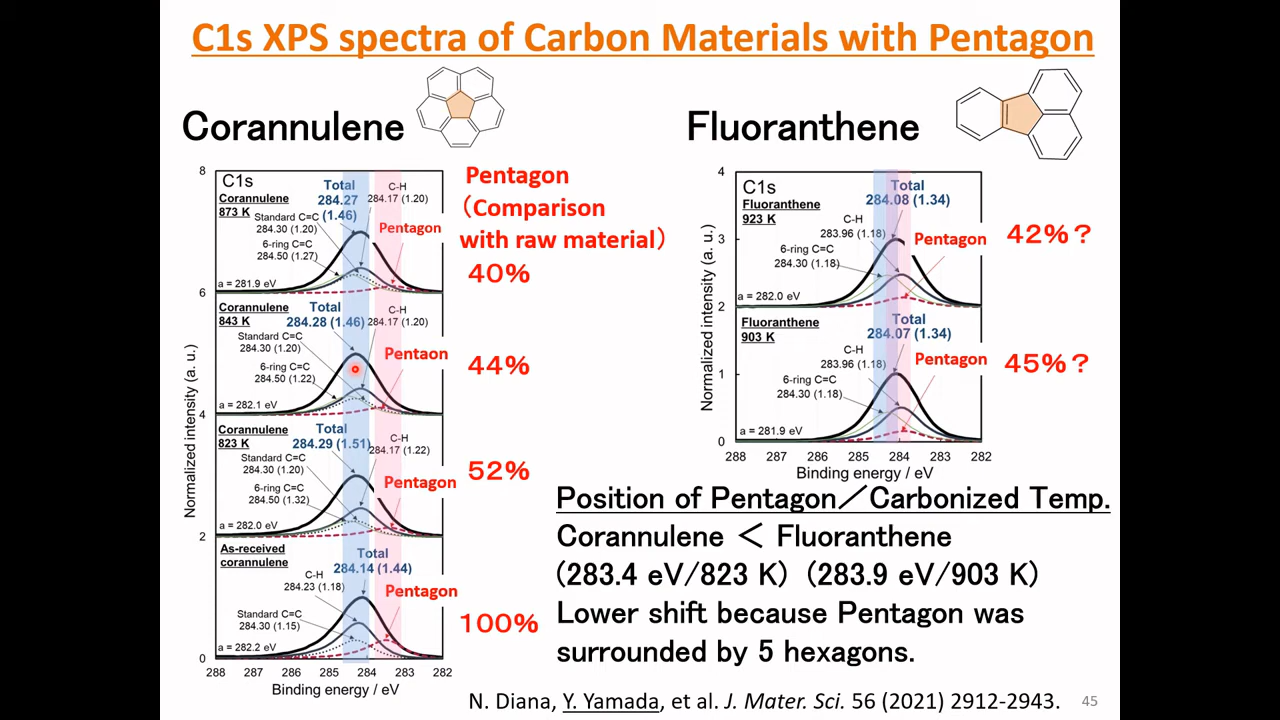 C1s XPS spectra of Carbon Materials with Pentagon
Corannulene
Fluoranthene
8
C1s
Total
284.27
(1.46)
C-H
284.17 (1.20)
Corannulene
873 K
Standard C=C
284.30 (1.20)
6-ring C=C
284.50 (1.27)
Pentagon
a = 281.9 eV
6
Total
284.28 (1.46)
C-H
284.17 (1.20)
Corannulene
843 K
Standard C=C
284.30 (1.20)
6-ring C=C
284.50 (1.22)
Pentaon
a = 282.1 eV
4
Total
284.29 (1.51)
C-H
284.17 (1.22)
Corannulene
823 K
Standard C=C
284.30 (1.20)
6-ring C=C
284.50 (1.32)
Pentagon
a = 282.0 eV
2
As-received
corannulene
Total
284.14 (1.44)
C-H
284.23 (1.18)
Standard C=C
284.30 (1.15)
Pentagon
a = 282.2 eV
0
288 287 286 285 284 283 282
Binding energy / eV
Normalized intensity (a. u.)
Pentagon
（Comparison
with raw material）
40%
44%
52%
100%
4
C1s
Total
284.08 (1.34)
Fluoranthene
923 K
C-H
283.96 (1.18)
6-ring C=C
284.30 (1.18)
Pentagon
42%？
3
a = 282.0 eV
2
Total
284.07 (1.34)
Fluoranthene
903 K
C-H
283.96 (1.18)
6-ring C=C
284.30 (1.18)
Pentagon
45%？
1
a = 281.9 eV
0
288 287 286 285 284 283 282
Binding energy / eV
Normalized intensity (a. u.)
Position of Pentagon／Carbonized Temp.
Corannulene ＜ Fluoranthene
(283.4 eV/823 K) (283.9 eV/903 K)
Lower shift because Pentagon was
surrounded by 5 hexagons.
N. Diana, Y. Yamada, et al. J. Mater. Sci. 56 (2021) 2912-2943.
45